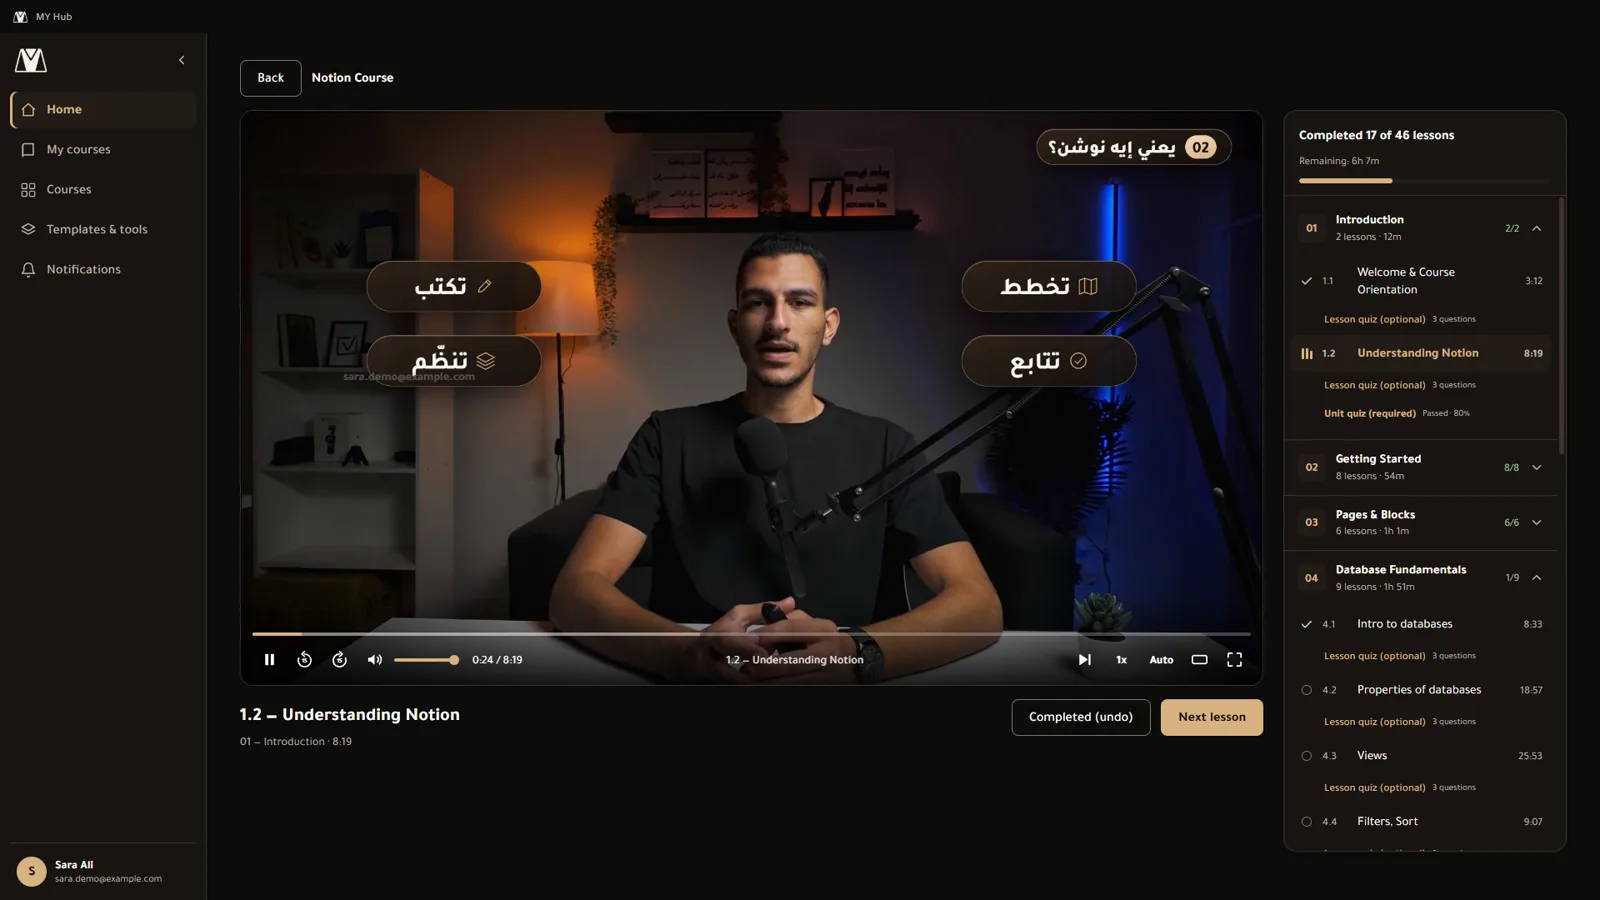 MY Hub
Home
My courses
Courses
Templates & tools
Notifications
S
Sara Ali
sara.demo@example.com
Back
Notion Course
02 يعني إيه نوشن؟
تكتب
تخطط
تنظّم
تتابع
sara.demo@example.com
0:24 / 8:19
1.2 – Understanding Notion
1x
Auto
1.2 – Understanding Notion
01 – Introduction · 8:19
Completed (undo)
Next lesson
Completed 17 of 46 lessons
Remaining: 6h 7m
01
Introduction
2 lessons · 12m
2/2
1.1
Welcome & Course
Orientation
3:12
Lesson quiz (optional) 3 questions
1.2 Understanding Notion 8:19
Lesson quiz (optional) 3 questions
Unit quiz (required) Passed · 80%
02
Getting Started
8 lessons · 54m
8/8
03
Pages & Blocks
6 lessons · 1h 1m
6/6
04
Database Fundamentals
9 lessons · 1h 51m
1/9
4.1 Intro to databases 8:33
Lesson quiz (optional) 3 questions
4.2 Properties of databases 18:57
Lesson quiz (optional) 3 questions
4.3 Views 25:53
Lesson quiz (optional) 3 questions
4.4 Filters, Sort 9:07